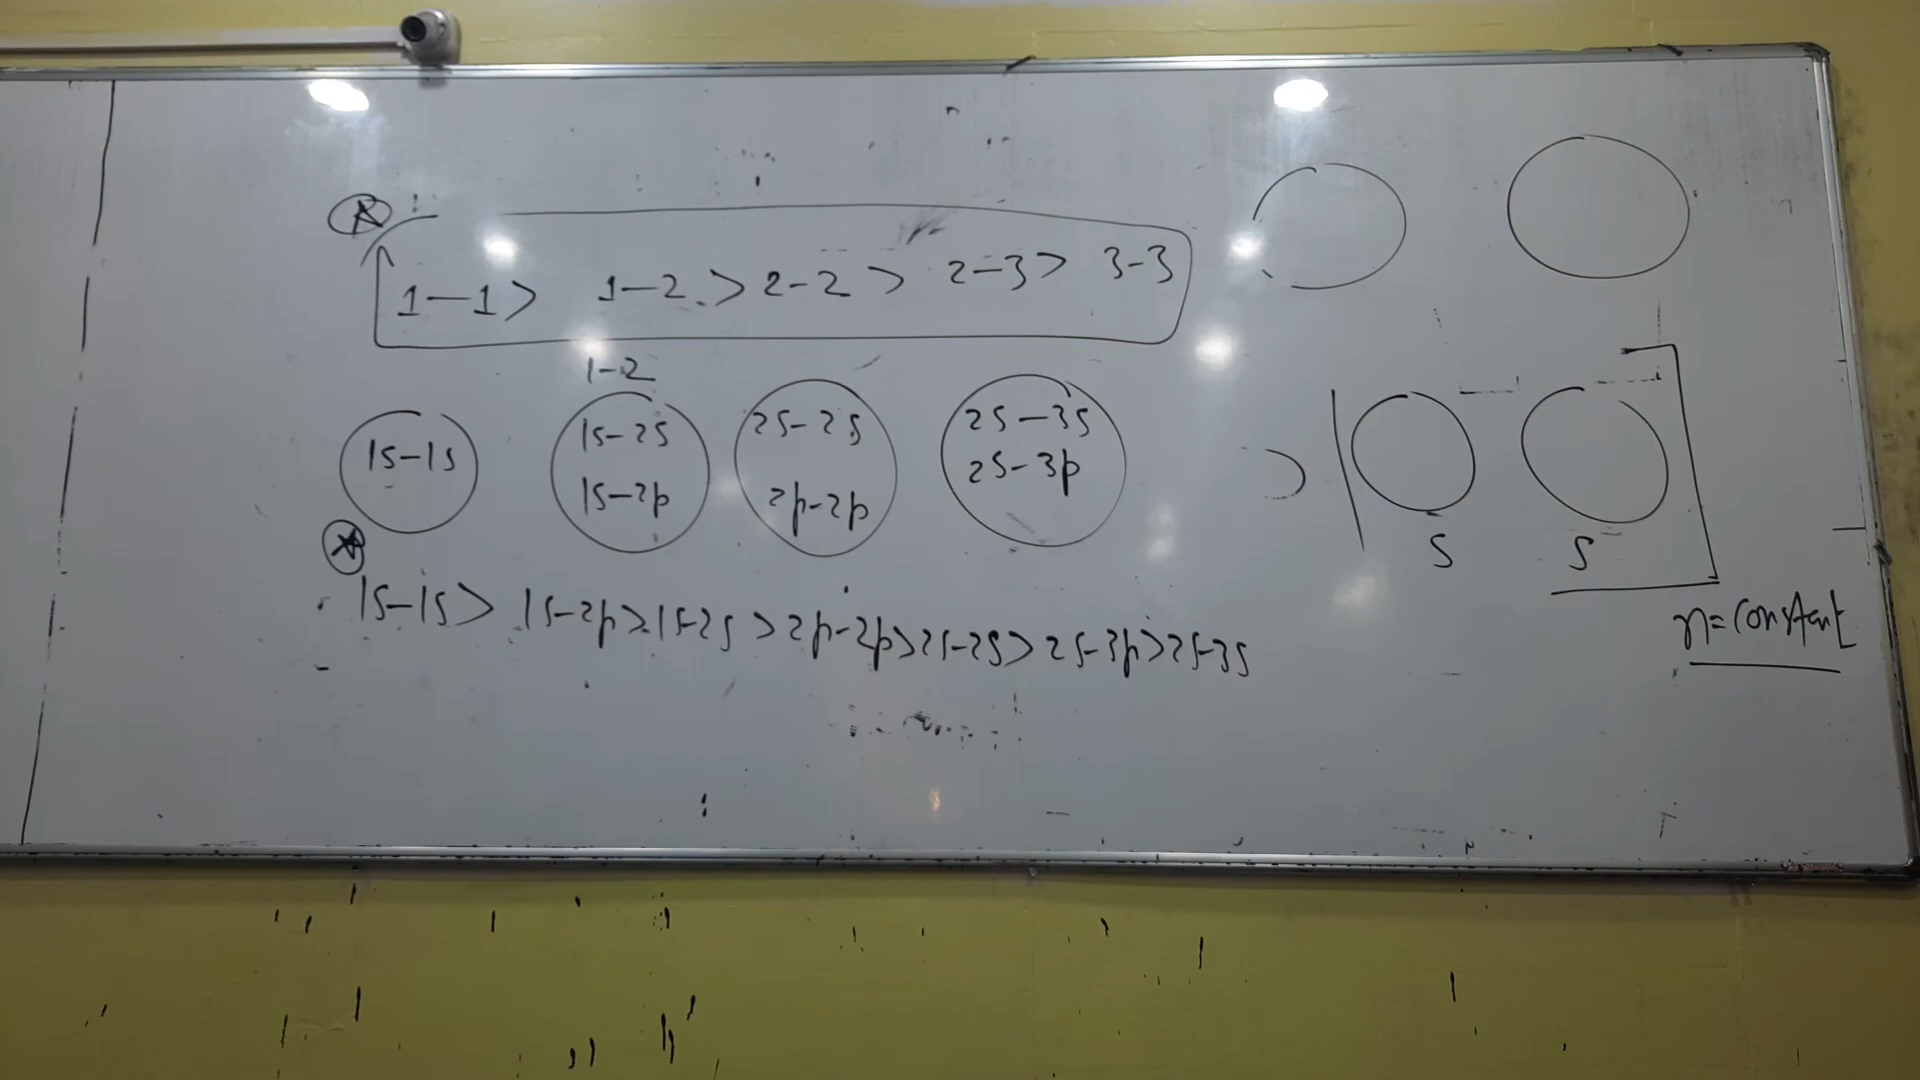 1-1 > 1-2 > 2-2 > 2-3 > 3-3
1-2
1s-1s
1s-2s
1s-2p
2s-2s
2p-2p
2s-3s
2s-3p
S S
n=constant
1s-1s > 1s-2p > 1s-2s > 2p-2p > 2s-2s > 2s-3p > 2s-3s